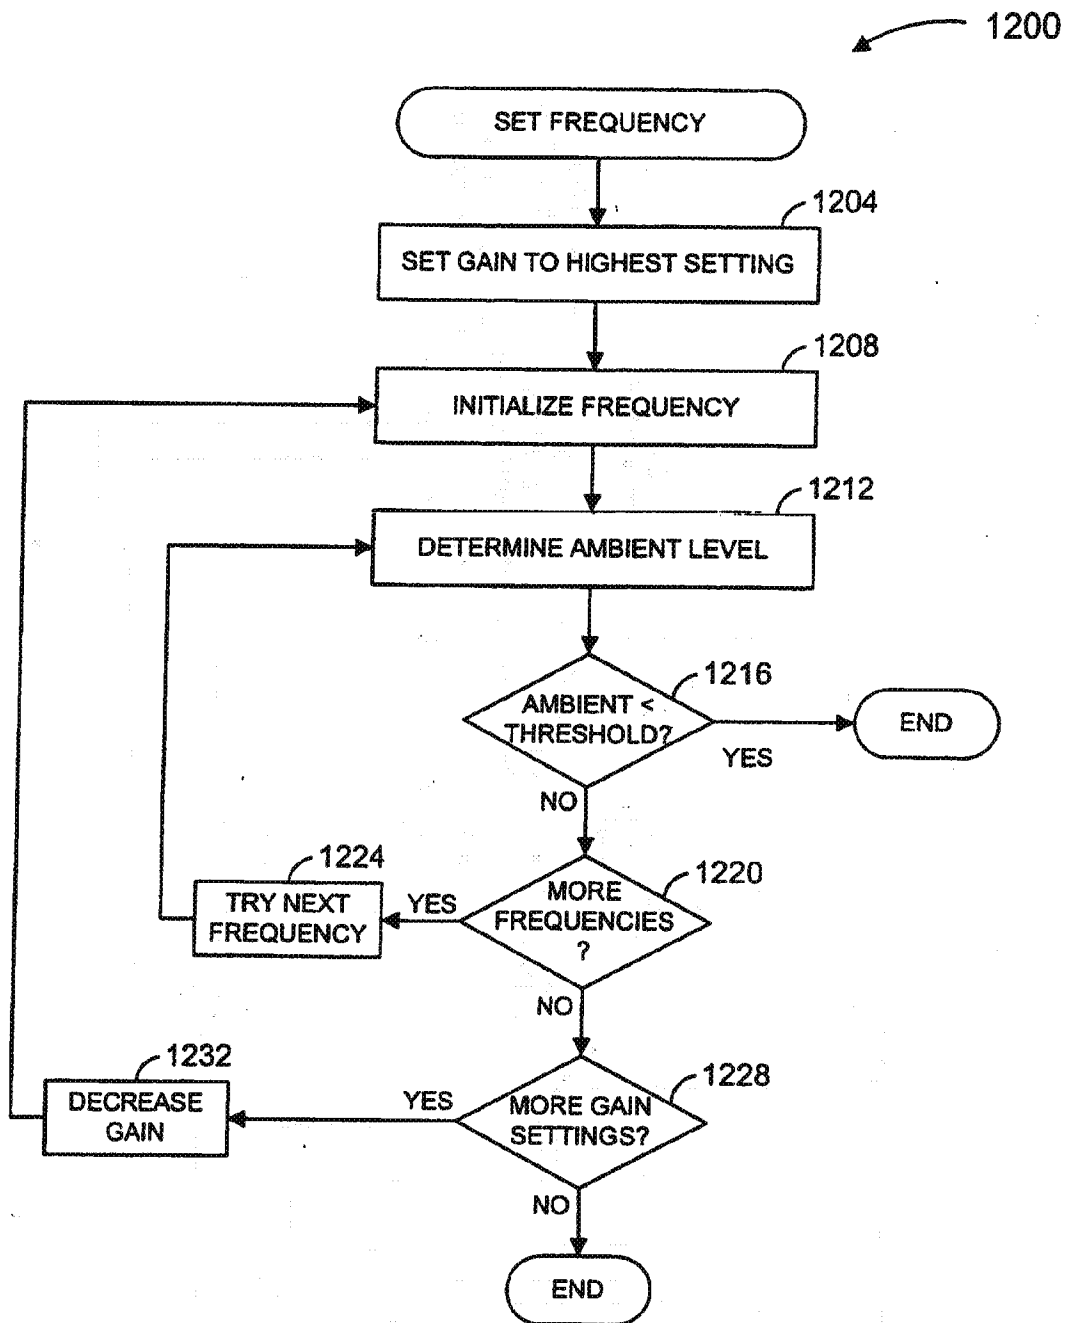 1200
SET FREQUENCY
1204
SET GAIN TO HIGHEST SETTING
1208
INITIALIZE FREQUENCY
1212
DETERMINE AMBIENT LEVEL
1216
AMBIENT <
THRESHOLD?
YES
END
NO
1220
MORE
FREQUENCIES
?
YES
1224
TRY NEXT
FREQUENCY
NO
1228
MORE GAIN
SETTINGS?
YES
1232
DECREASE
GAIN
NO
END